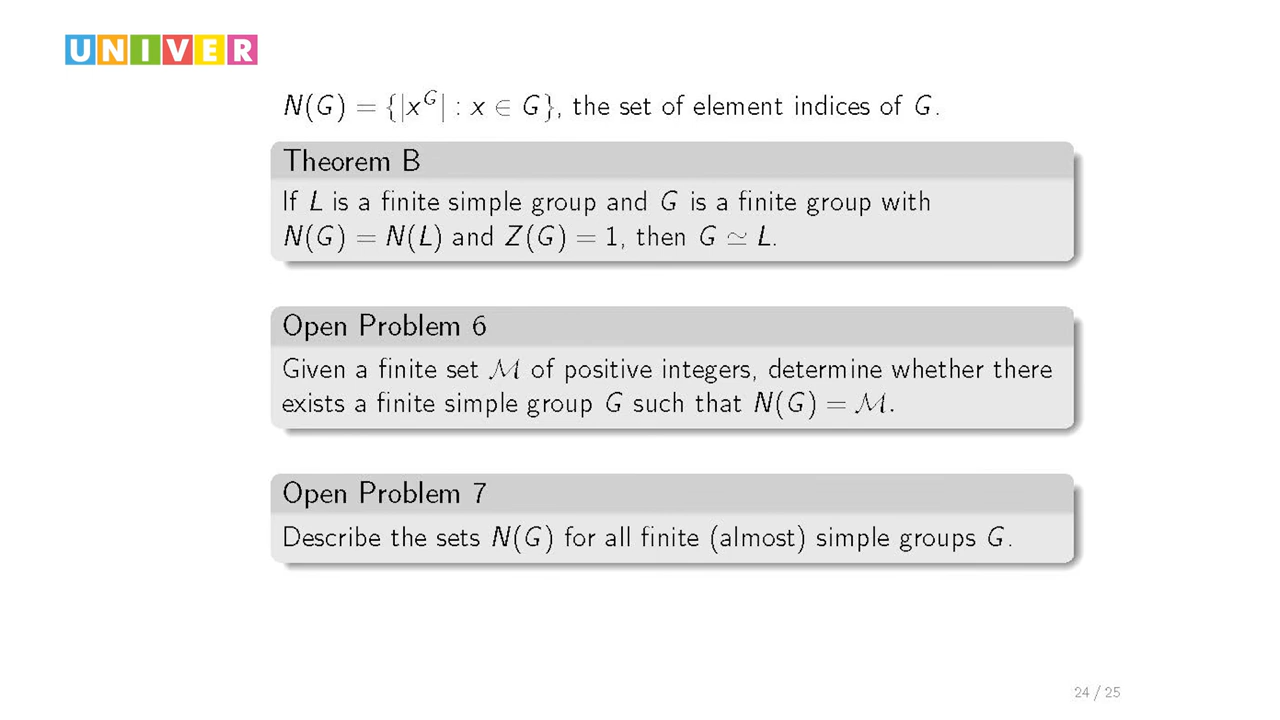 UNIVER
N(G) = {|x^G| : x ∈ G}, the set of element indices of G.
Theorem B
If L is a finite simple group and G is a finite group with
N(G) = N(L) and Z(G) = 1, then G ≃ L.
Open Problem 6
Given a finite set ℳ of positive integers, determine whether there
exists a finite simple group G such that N(G) = ℳ.
Open Problem 7
Describe the sets N(G) for all finite (almost) simple groups G.
24 / 25